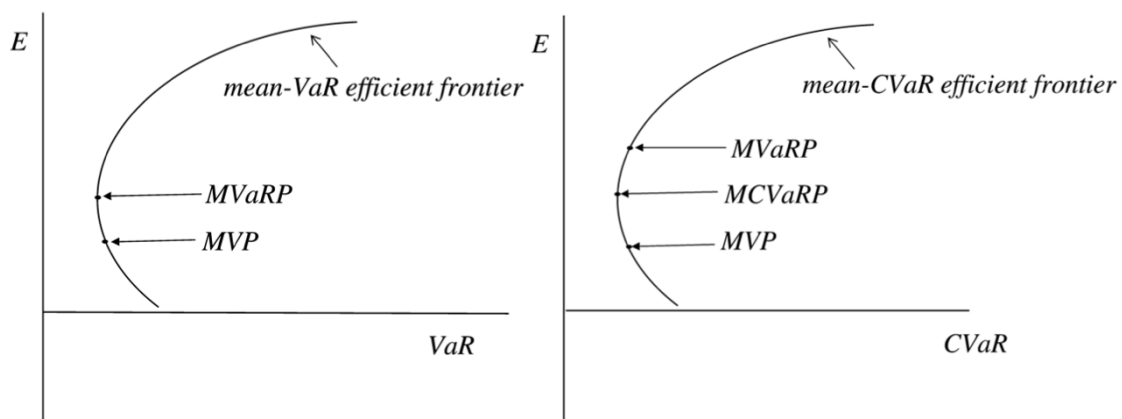 E
mean-VaR efficient frontier
MVaRP
MVP
VaR
E
mean-CVaR efficient frontier
MVaRP
MCVaRP
MVP
CVaR